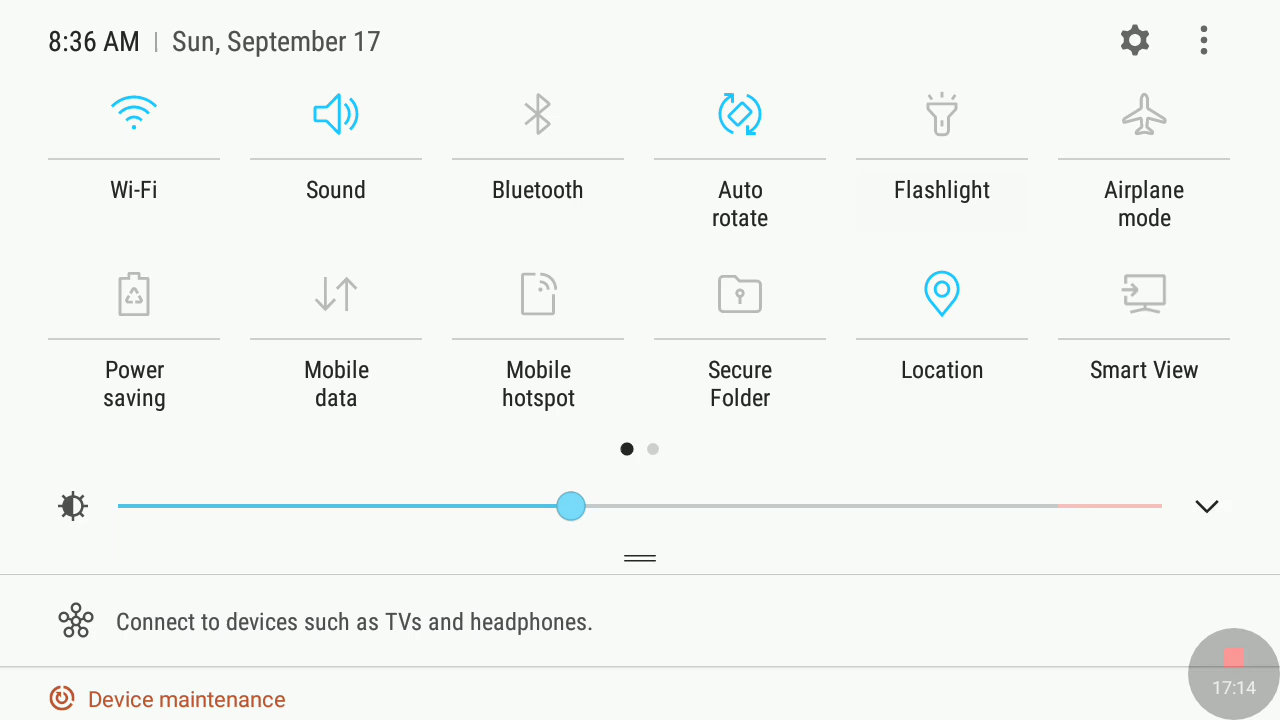 8:36 AM | Sun, September 17
Wi-Fi
Sound
Bluetooth
Auto
rotate
Flashlight
Airplane
mode
Power
saving
Mobile
data
Mobile
hotspot
Secure
Folder
Location
Smart View
Connect to devices such as TVs and headphones.
17:14
Device maintenance